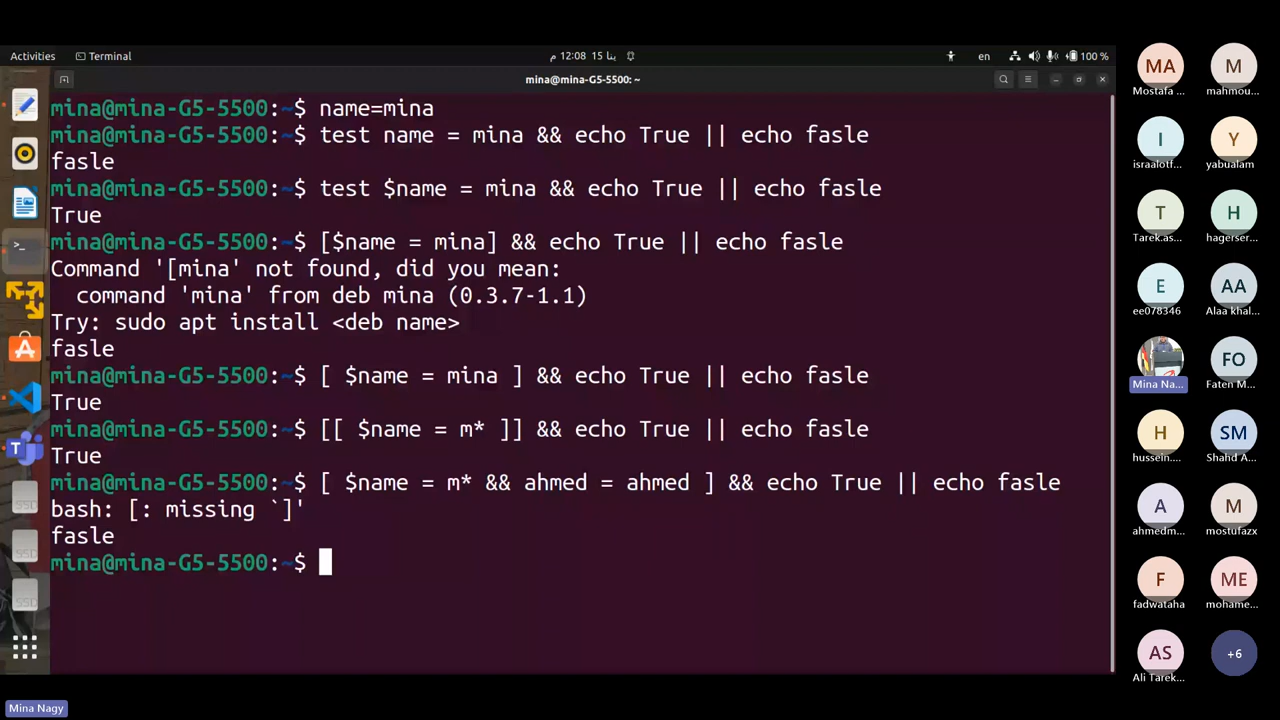 Activities
Terminal
12:08 م
15 ينا
en
100 %
mina@mina-G5-5500: ~
mina@mina-G5-5500:~$ name=mina
mina@mina-G5-5500:~$ test name = mina && echo True || echo fasle
fasle
mina@mina-G5-5500:~$ test $name = mina && echo True || echo fasle
True
mina@mina-G5-5500:~$ [$name = mina] && echo True || echo fasle
Command '[mina' not found, did you mean:
command 'mina' from deb mina (0.3.7-1.1)
Try: sudo apt install <deb name>
fasle
mina@mina-G5-5500:~$ [ $name = mina ] && echo True || echo fasle
True
mina@mina-G5-5500:~$ [[ $name = m* ]] && echo True || echo fasle
True
mina@mina-G5-5500:~$ [ $name = m* && ahmed = ahmed ] && echo True || echo fasle
bash: [: missing `]'
fasle
mina@mina-G5-5500:~$
MA
Mostafa ...
M
mahmou...
I
israalotf...
Y
yabualam
T
Tarek.as...
H
hagerser...
E
ee078346
AA
Alaa khal...
Mina Na...
FO
Faten M...
H
hussein....
SM
Shahd A...
A
ahmedm...
M
mostufazx
F
fadwataha
ME
mohame...
AS
Ali Tarek...
+6
Mina Nagy